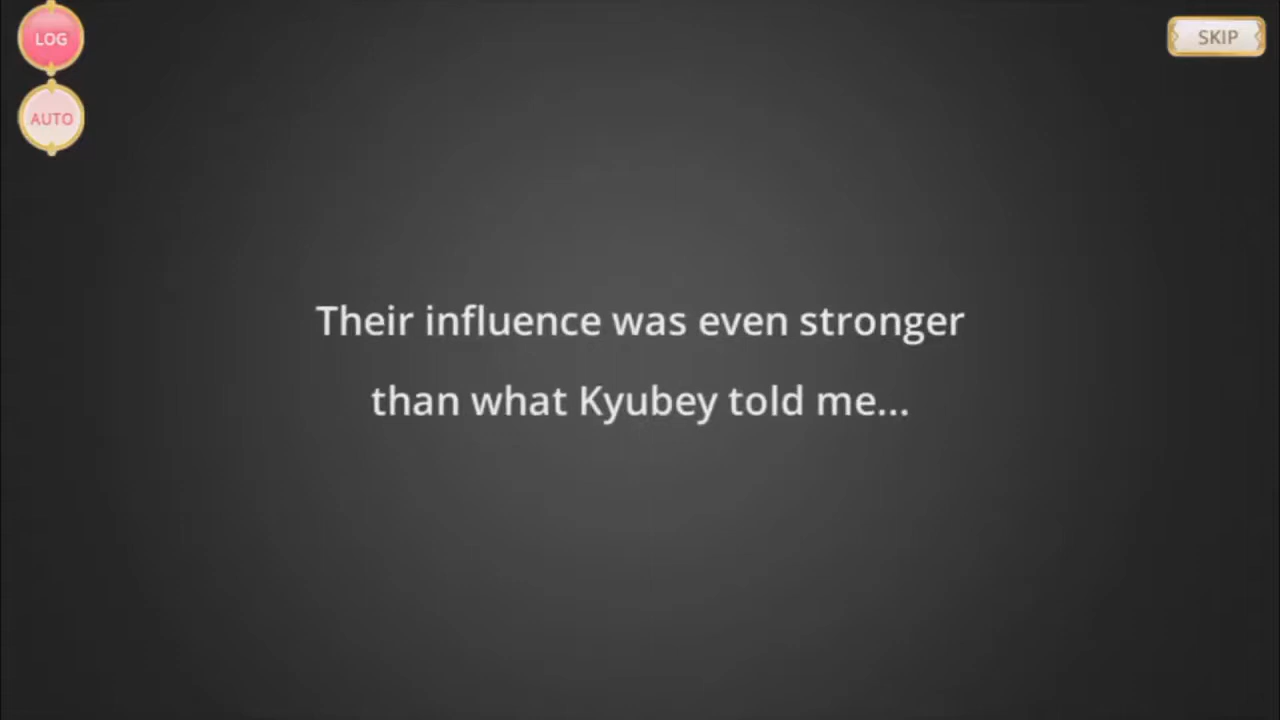 LOG
SKIP
AUTO
Their influence was even stronger
than what Kyubey told me...